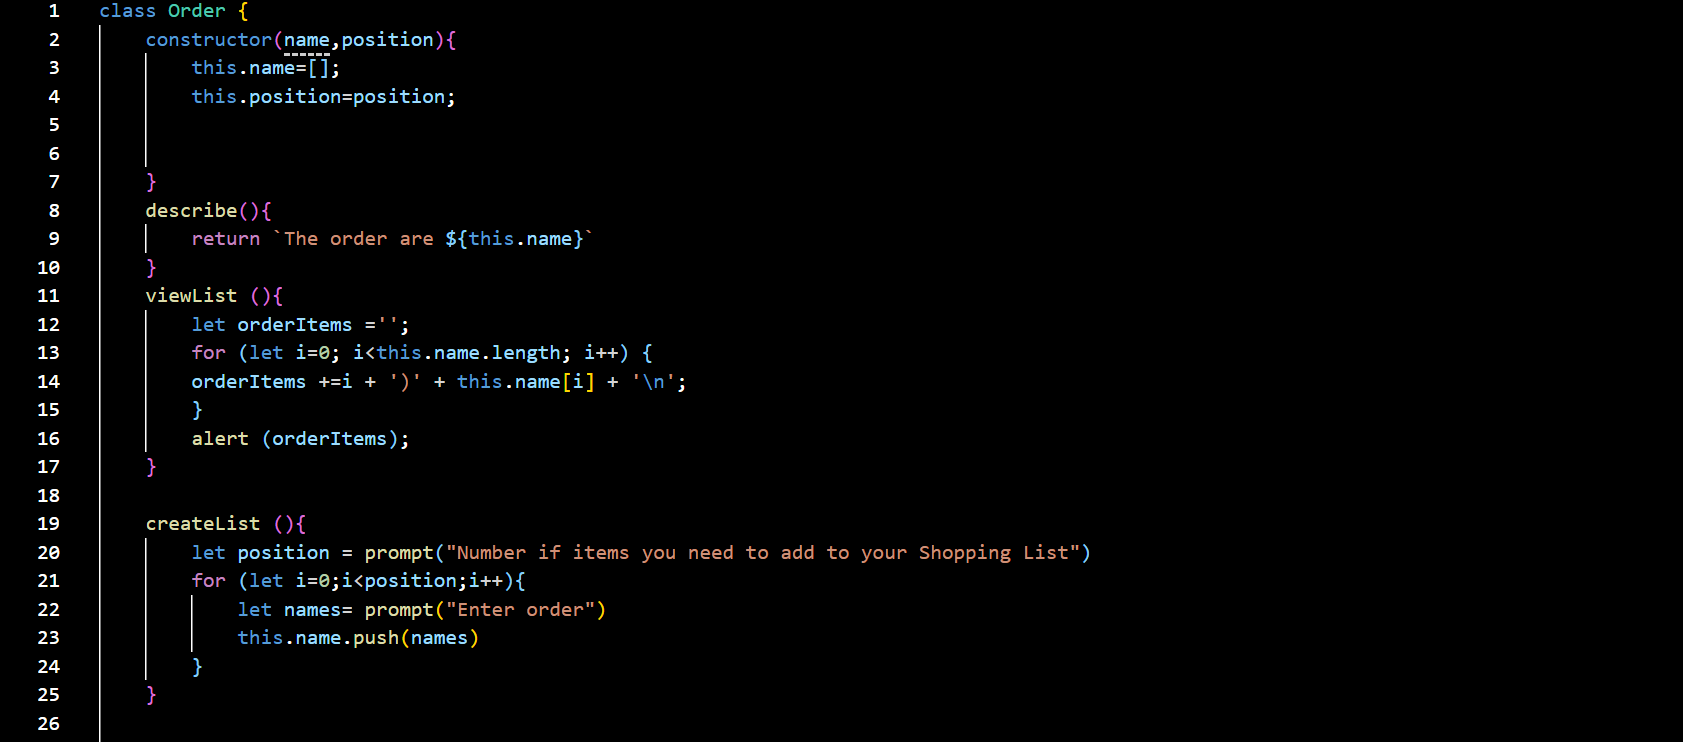 1 class Order {
2 constructor(name,position){
3 this.name=[];
4 this.position=position;
5
6
7 }
8 describe(){
9 return `The order are ${this.name}`
10 }
11 viewList (){
12 let orderItems ='';
13 for (let i=0; i<this.name.length; i++) {
14 orderItems +=i + ')' + this.name[i] + '\n';
15 }
16 alert (orderItems);
17 }
18
19 createList (){
20 let position = prompt("Number if items you need to add to your Shopping List")
21 for (let i=0;i<position;i++){
22 let names= prompt("Enter order")
23 this.name.push(names)
24 }
25 }
26